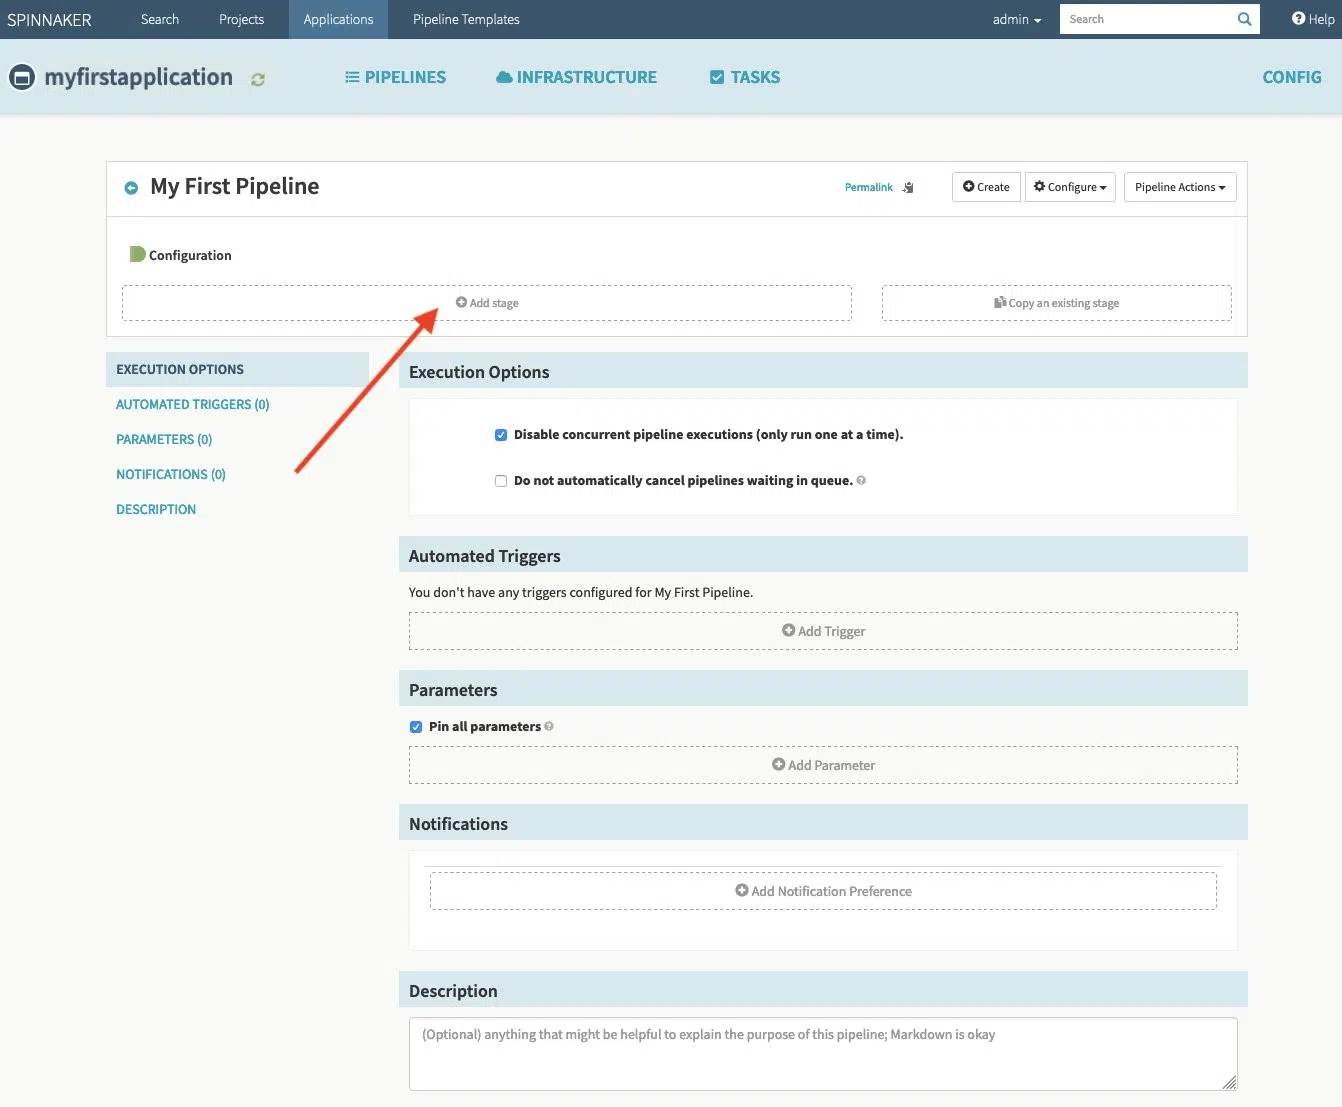 SPINNAKER Search Projects Applications Pipeline Templates admin Search Help
myfirstapplication PIPELINES INFRASTRUCTURE TASKS CONFIG
My First Pipeline Permalink Create Configure Pipeline Actions
Configuration
Add stage Copy an existing stage
EXECUTION OPTIONS
AUTOMATED TRIGGERS (0)
PARAMETERS (0)
NOTIFICATIONS (0)
DESCRIPTION
Execution Options
Disable concurrent pipeline executions (only run one at a time).
Do not automatically cancel pipelines waiting in queue.
Automated Triggers
You don't have any triggers configured for My First Pipeline.
Add Trigger
Parameters
Pin all parameters
Add Parameter
Notifications
Add Notification Preference
Description
(Optional) anything that might be helpful to explain the purpose of this pipeline; Markdown is okay